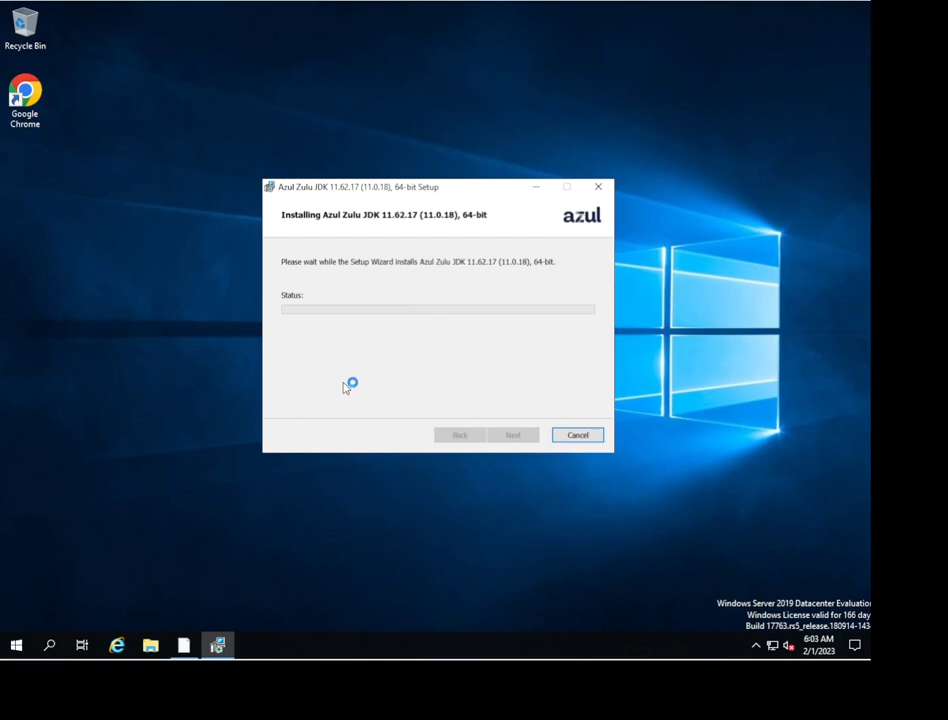 Recycle Bin
Google
Chrome
Azul Zulu JDK 11.62.17 (11.0.18), 64-bit Setup
Installing Azul Zulu JDK 11.62.17 (11.0.18), 64-bit
azul
Please wait while the Setup Wizard installs Azul Zulu JDK 11.62.17 (11.0.18), 64-bit.
Status:
Back
Next
Cancel
Windows Server 2019 Datacenter Evaluation
Windows License valid for 166 day
Build 17763.rs5_release.180914-143
6:03 AM
2/1/2023